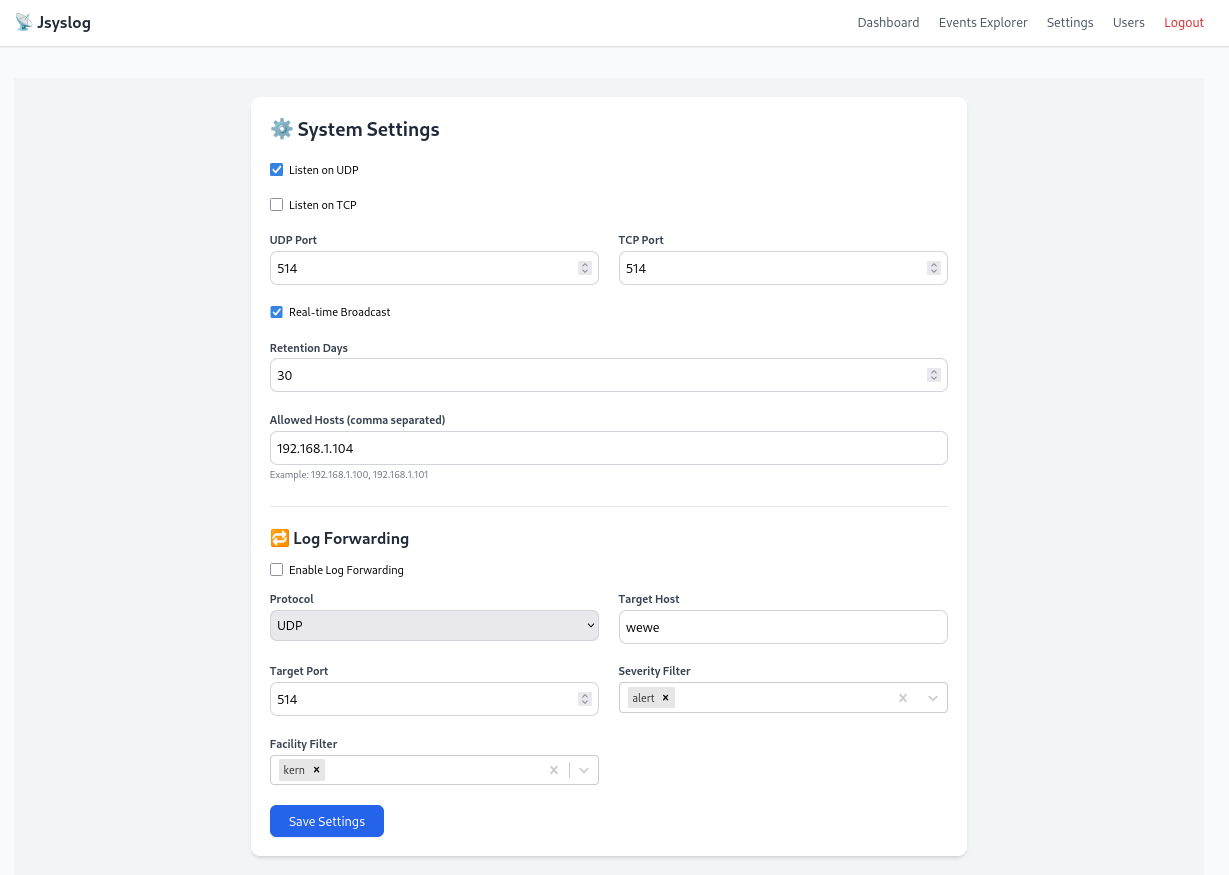 Jsyslog
Dashboard Events Explorer Settings Users Logout
System Settings
Listen on UDP
Listen on TCP
UDP Port TCP Port
514 514
Real-time Broadcast
Retention Days
30
Allowed Hosts (comma separated)
192.168.1.104
Example: 192.168.1.100, 192.168.1.101
Log Forwarding
Enable Log Forwarding
Protocol Target Host
UDP wewe
Target Port Severity Filter
514 alert
Facility Filter
kern
Save Settings